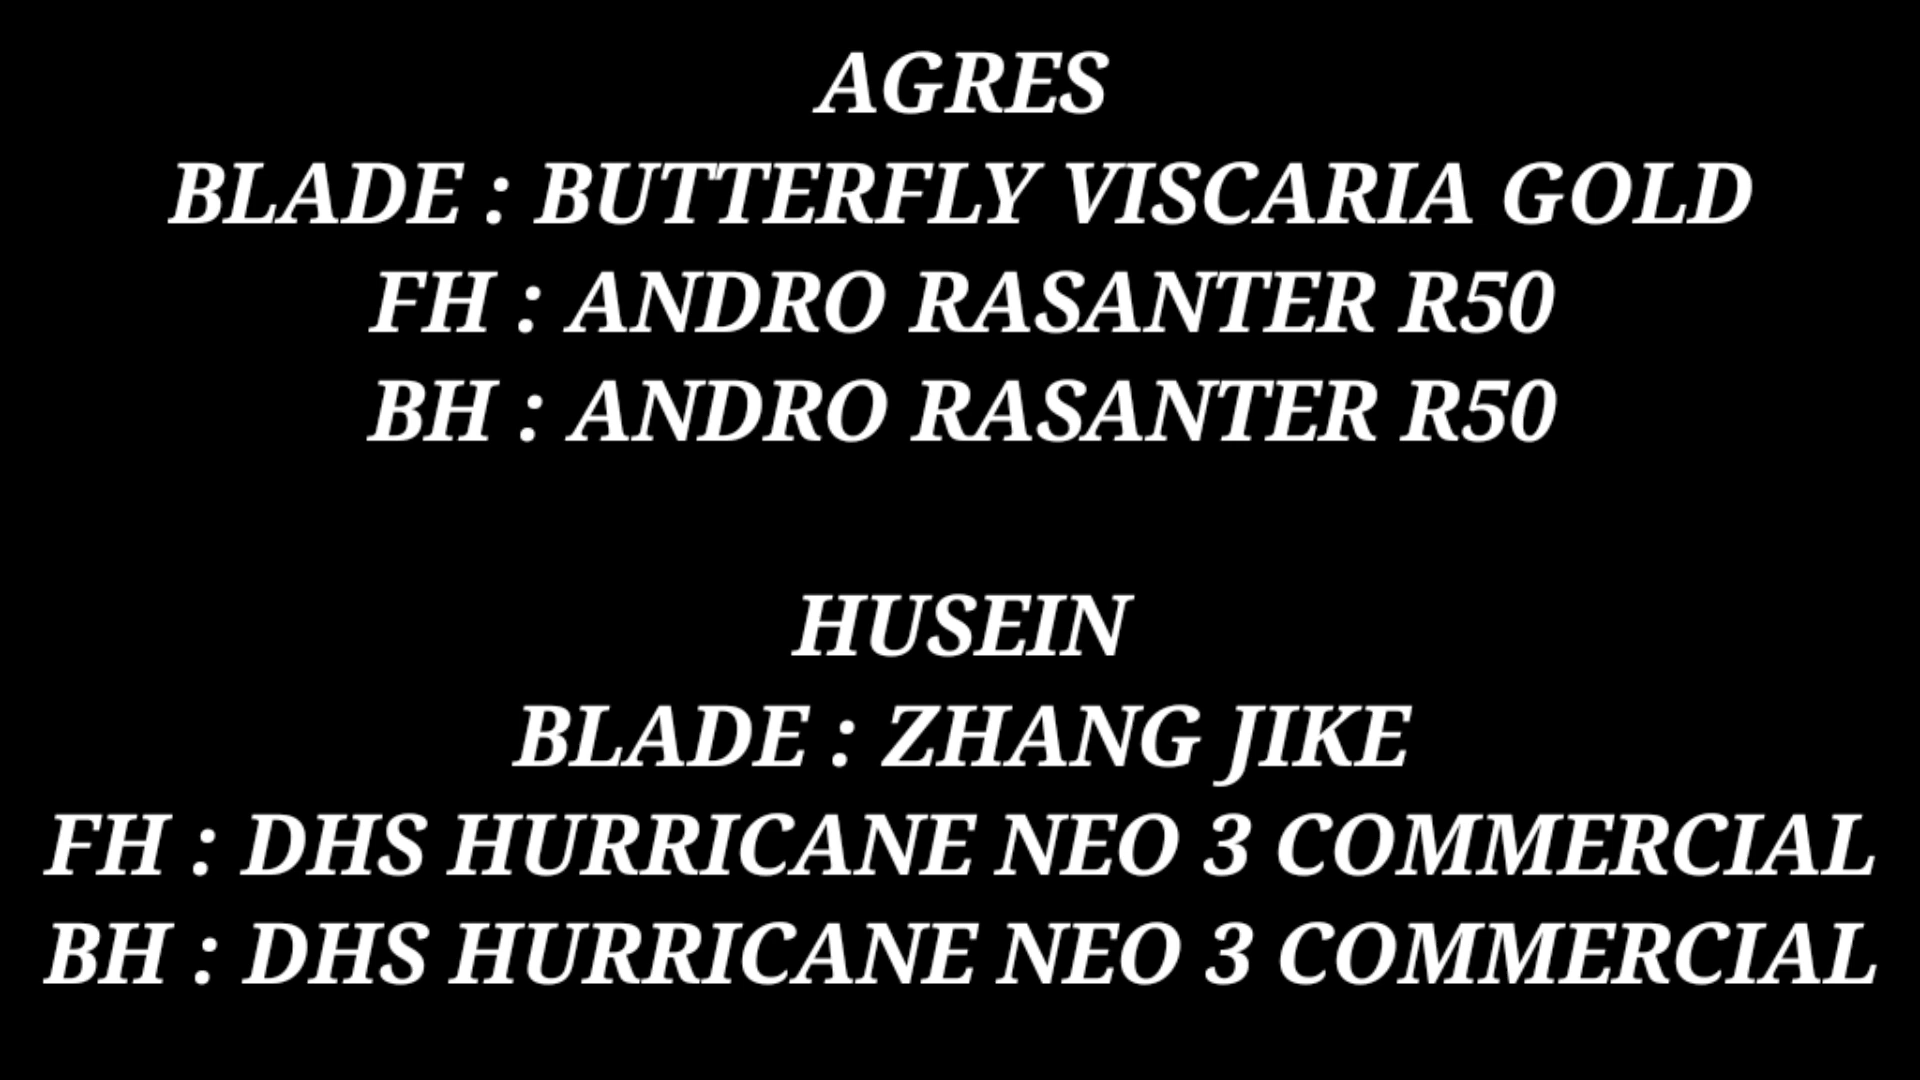 AGRES
BLADE : BUTTERFLY VISCARIA GOLD
FH : ANDRO RASANTER R50
BH : ANDRO RASANTER R50
HUSEIN
BLADE : ZHANG JIKE
FH : DHS HURRICANE NEO 3 COMMERCIAL
BH : DHS HURRICANE NEO 3 COMMERCIAL